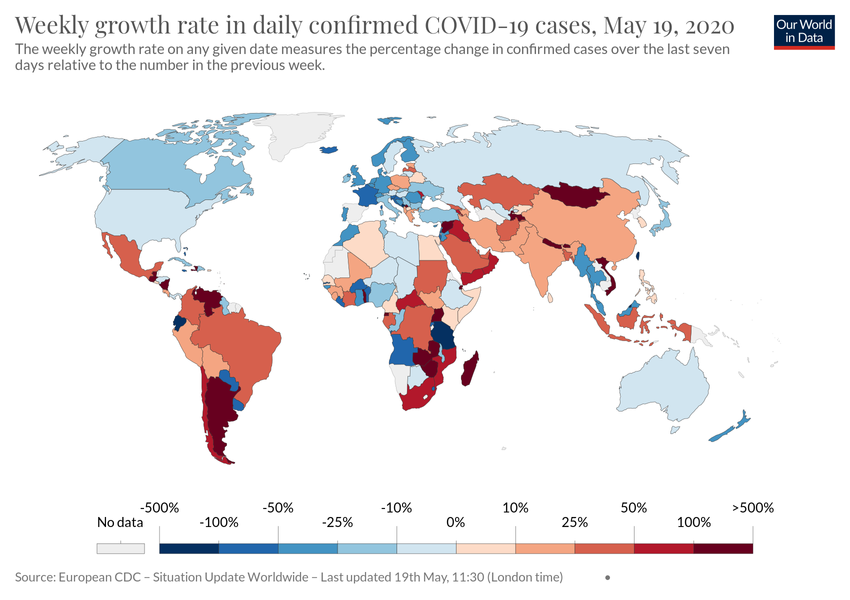 Weekly growth rate in daily confirmed COVID-19 cases, May 19, 2020
The weekly growth rate on any given date measures the percentage change in confirmed cases over the last seven
days relative to the number in the previous week.
Our World
in Data
-500% -50% -10% 10% 50% >500%
No data -100% -25% 0% 25% 100%
Source: European CDC – Situation Update Worldwide – Last updated 19th May, 11:30 (London time) •